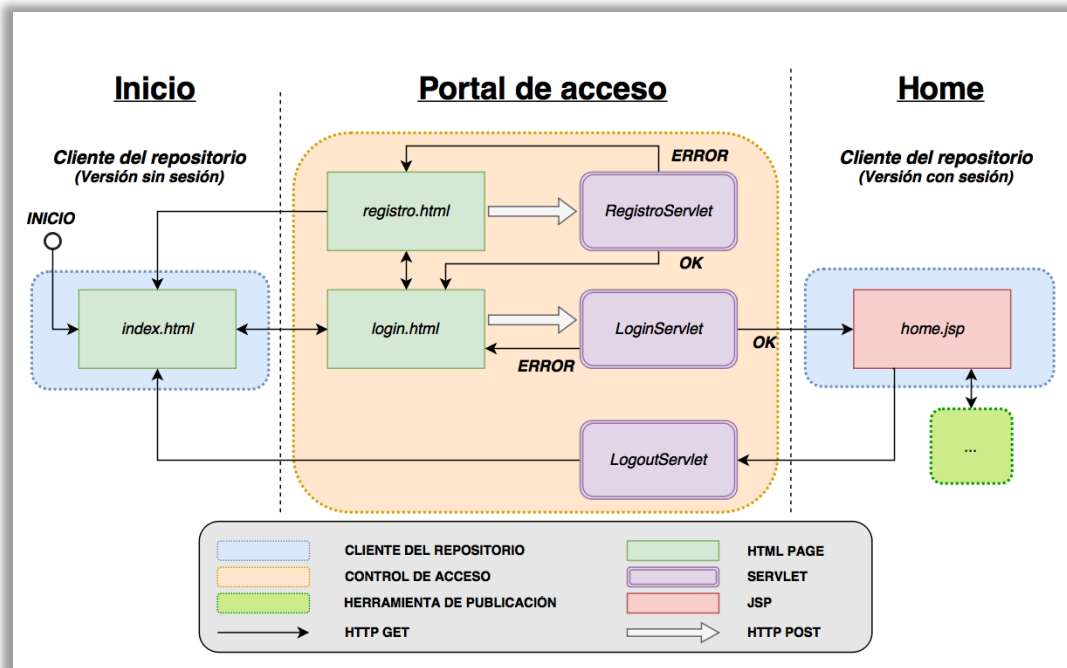 Inicio
Portal de acceso
Home
Cliente del repositorio
(Versión sin sesión)
Cliente del repositorio
(Versión con sesión)
INICIO
ERROR
registro.html
RegistroServlet
OK
index.html
login.html
LoginServlet
ERROR
OK
home.jsp
LogoutServlet
...
CLIENTE DEL REPOSITORIO
HTML PAGE
CONTROL DE ACCESO
SERVLET
HERRAMIENTA DE PUBLICACIÓN
JSP
HTTP GET
HTTP POST